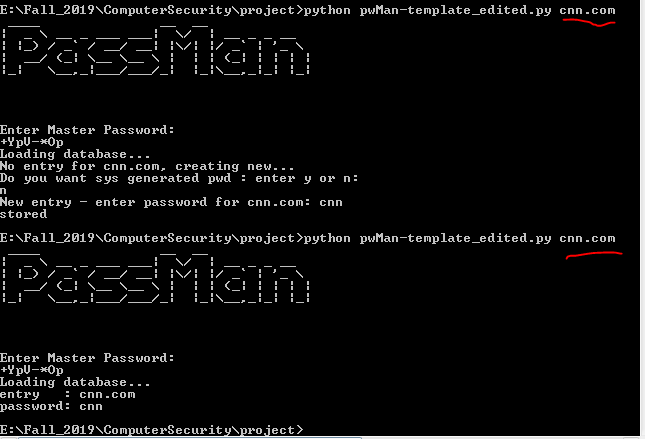 E:\Fall_2019\ComputerSecurity\project>python pwMan-template_edited.py cnn.com
PassMan
Enter Master Password:
+YpV-*Op
Loading database...
No entry for cnn.com, creating new...
Do you want sys generated pwd : enter y or n:
n
New entry - enter password for cnn.com: cnn
stored
E:\Fall_2019\ComputerSecurity\project>python pwMan-template_edited.py cnn.com
PassMan
Enter Master Password:
+YpV-*Op
Loading database...
entry   : cnn.com
password: cnn
E:\Fall_2019\ComputerSecurity\project>